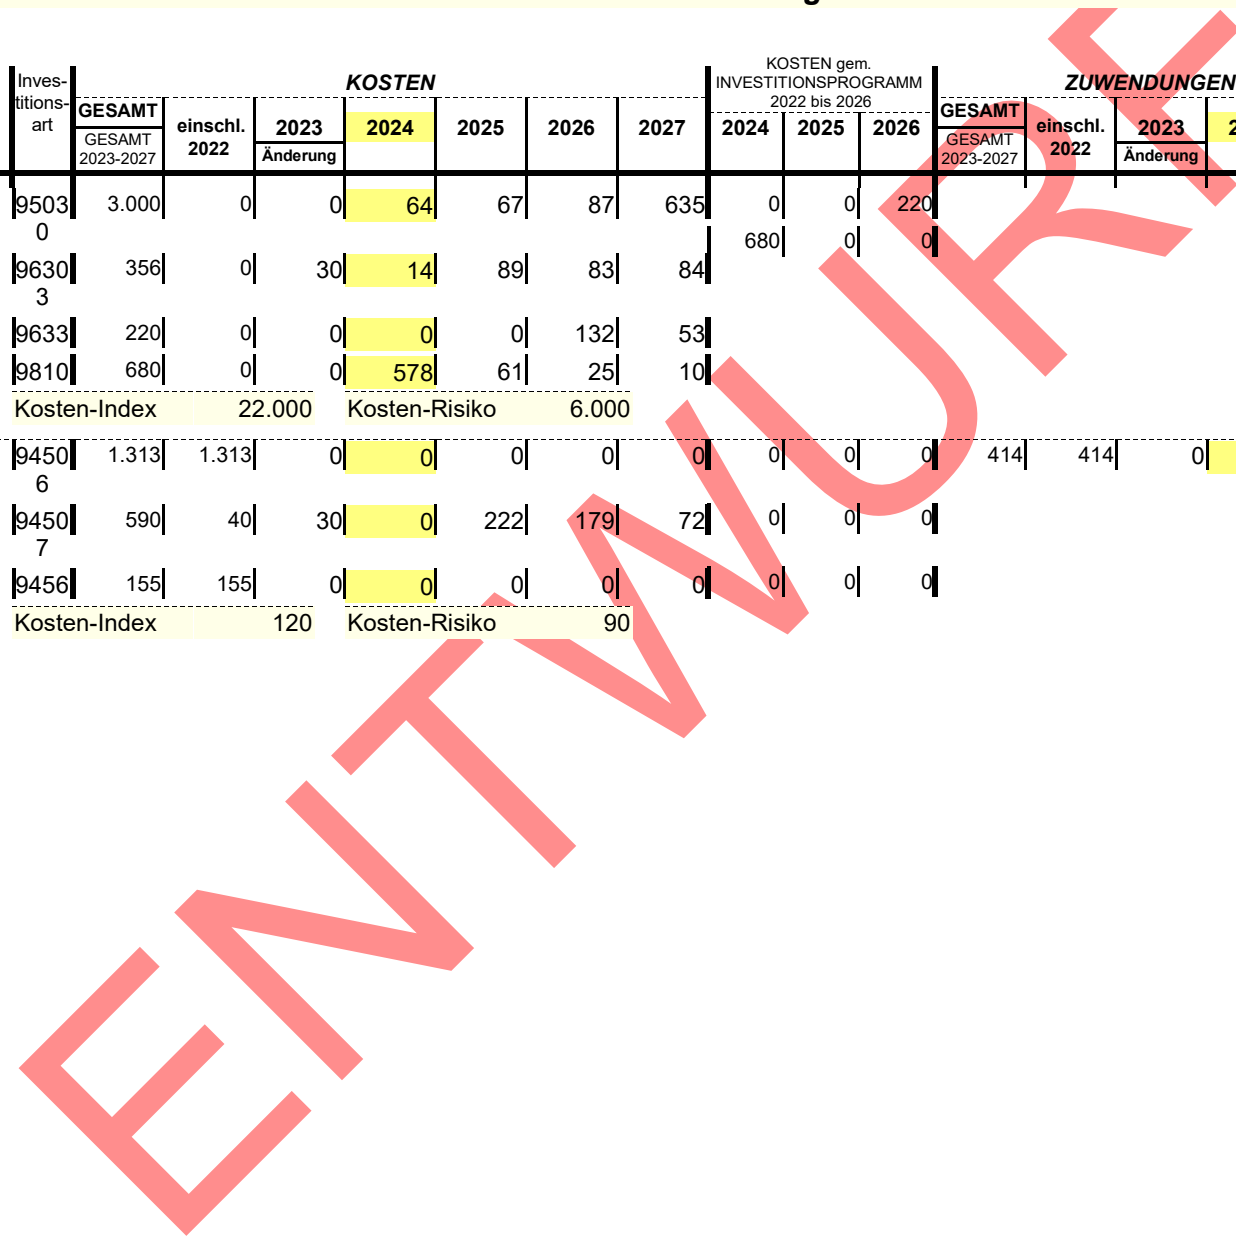 Inves-
titions-
art
KOSTEN
KOSTEN gem.
INVESTITIONSPROGRAMM
2022 bis 2026
ZUWENDUNGEN
GESAMT
GESAMT
2023-2027
einschl.
2022
2023
Änderung
2024
2025
2026
2027
2024
2025
2026
GESAMT
GESAMT
2023-2027
einschl.
2022
2023
Änderung
9503 3.000 0 0 64 67 87 635 0 0 220
0
680 0 0
9630 356 0 30 14 89 83 84
3
9633 220 0 0 0 0 132 53
9810 680 0 0 578 61 25 10
Kosten-Index 22.000 Kosten-Risiko 6.000
9450 1.313 1.313 0 0 0 0 0 0 0 0 414 414 0
6
9450 590 40 30 0 222 179 72 0 0 0
7
9456 155 155 0 0 0 0 0 0 0 0
Kosten-Index 120 Kosten-Risiko 90